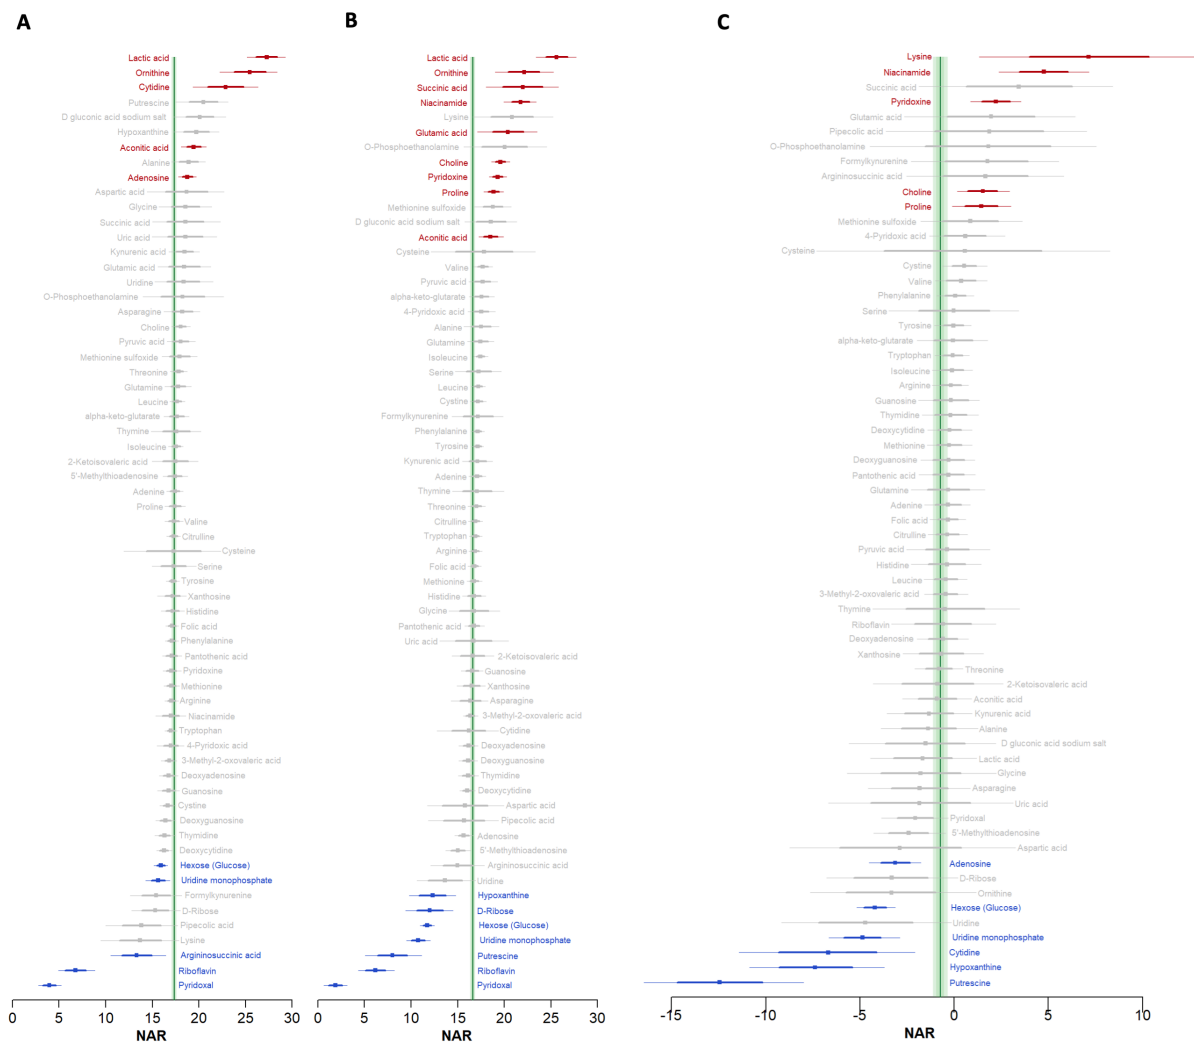 A
Lactic acid
Ornithine
Cytidine
Putrescine
D gluconic acid sodium salt
Hypoxanthine
Aconitic acid
Alanine
Adenosine
Aspartic acid
Glycine
Succinic acid
Uric acid
Kynurenic acid
Glutamic acid
Uridine
O-Phosphoethanolamine
Asparagine
Choline
Pyruvic acid
Methionine sulfoxide
Threonine
Glutamine
Leucine
alpha-keto-glutarate
Thymine
Isoleucine
2-Ketoisovaleric acid
5'-Methylthioadenosine
Adenine
Proline
Valine
Citrulline
Cysteine
Serine
Tyrosine
Xanthosine
Histidine
Folic acid
Phenylalanine
Pantothenic acid
Pyridoxine
Methionine
Arginine
Niacinamide
Tryptophan
4-Pyridoxic acid
3-Methyl-2-oxovaleric acid
Deoxyadenosine
Guanosine
Cystine
Deoxyguanosine
Thymidine
Deoxycytidine
Hexose (Glucose)
Uridine monophosphate
Formylkynurenine
D-Ribose
Pipecolic acid
Lysine
Argininosuccinic acid
Riboflavin
Pyridoxal
0 5 10 15 20 25 30
NAR
B
Lactic acid
Ornithine
Succinic acid
Niacinamide
Lysine
Glutamic acid
O-Phosphoethanolamine
Choline
Pyridoxine
Proline
Methionine sulfoxide
D gluconic acid sodium salt
Aconitic acid
Cysteine
Valine
Pyruvic acid
alpha-keto-glutarate
4-Pyridoxic acid
Alanine
Glutamine
Isoleucine
Serine
Leucine
Cystine
Formylkynurenine
Phenylalanine
Tyrosine
Kynurenic acid
Adenine
Thymine
Threonine
Citrulline
Tryptophan
Arginine
Folic acid
Methionine
Histidine
Glycine
Pantothenic acid
Uric acid
2-Ketoisovaleric acid
Guanosine
Xanthosine
Asparagine
3-Methyl-2-oxovaleric acid
Cytidine
Deoxyadenosine
Deoxyguanosine
Thymidine
Deoxycytidine
Aspartic acid
Pipecolic acid
Adenosine
5'-Methylthioadenosine
Argininosuccinic acid
Uridine
Hypoxanthine
D-Ribose
Hexose (Glucose)
Uridine monophosphate
Putrescine
Riboflavin
Pyridoxal
0 5 10 15 20 25 30
NAR
C
Lysine
Niacinamide
Succinic acid
Pyridoxine
Glutamic acid
Pipecolic acid
O-Phosphoethanolamine
Formylkynurenine
Argininosuccinic acid
Choline
Proline
Methionine sulfoxide
4-Pyridoxic acid
Cysteine
Cystine
Valine
Phenylalanine
Serine
Tyrosine
alpha-keto-glutarate
Tryptophan
Isoleucine
Arginine
Guanosine
Thymidine
Deoxycytidine
Methionine
Deoxyguanosine
Pantothenic acid
Glutamine
Adenine
Folic acid
Citrulline
Pyruvic acid
Histidine
Leucine
3-Methyl-2-oxovaleric acid
Thymine
Riboflavin
Deoxyadenosine
Xanthosine
Threonine
2-Ketoisovaleric acid
Aconitic acid
Kynurenic acid
Alanine
D gluconic acid sodium salt
Lactic acid
Glycine
Asparagine
Uric acid
Pyridoxal
5'-Methylthioadenosine
Aspartic acid
Adenosine
D-Ribose
Ornithine
Hexose (Glucose)
Uridine
Uridine monophosphate
Cytidine
Hypoxanthine
Putrescine
-15 -10 -5 0 5 10
NAR